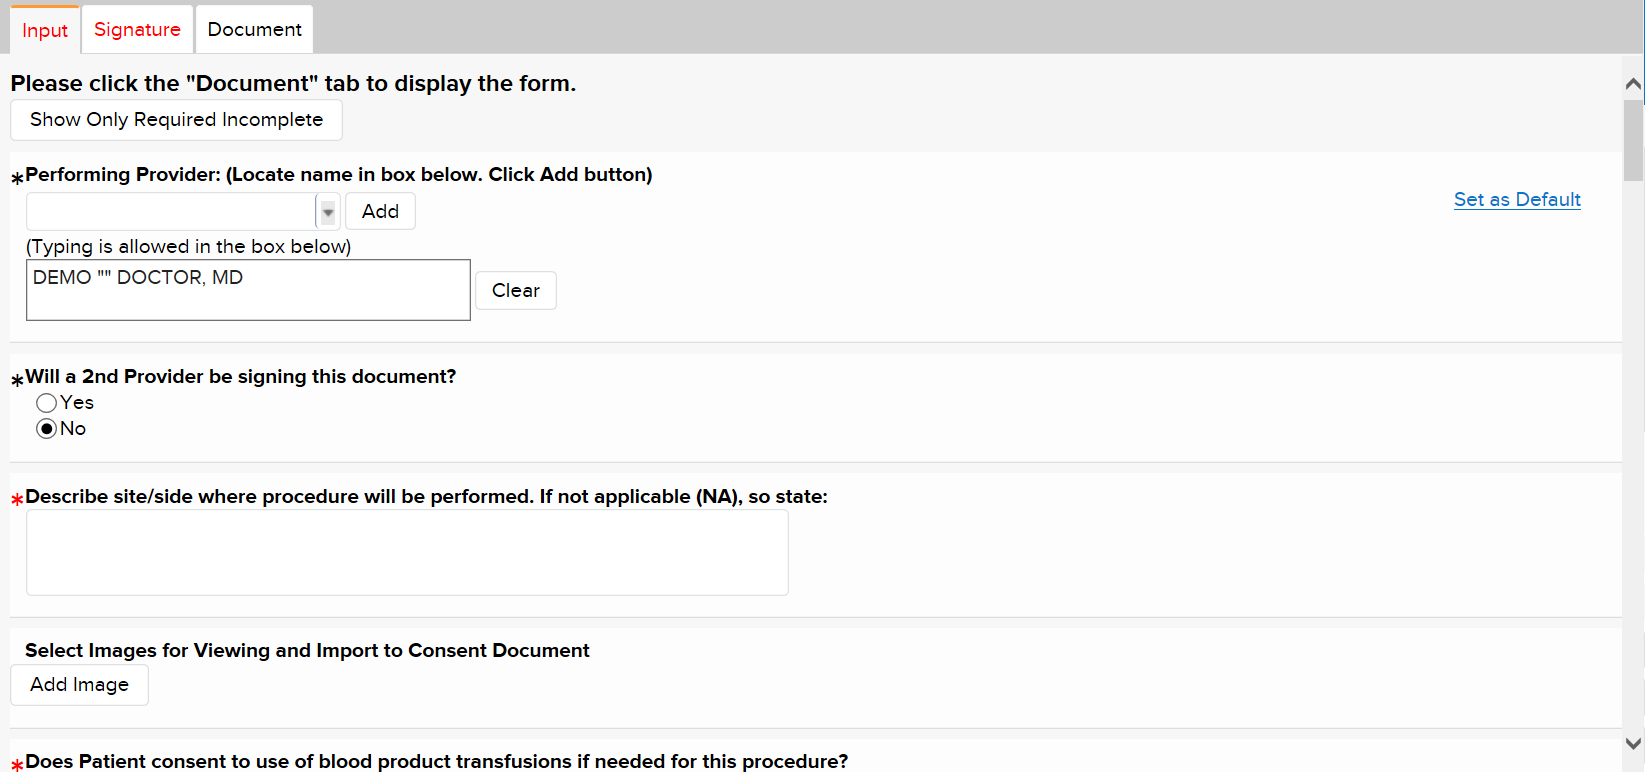 Input Signature Document
Please click the "Document" tab to display the form.
Show Only Required Incomplete
*Performing Provider: (Locate name in box below. Click Add button)
Set as Default
Add
(Typing is allowed in the box below)
DEMO "" DOCTOR, MD
Clear
*Will a 2nd Provider be signing this document?
Yes
No
*Describe site/side where procedure will be performed. If not applicable (NA), so state:
Select Images for Viewing and Import to Consent Document
Add Image
*Does Patient consent to use of blood product transfusions if needed for this procedure?